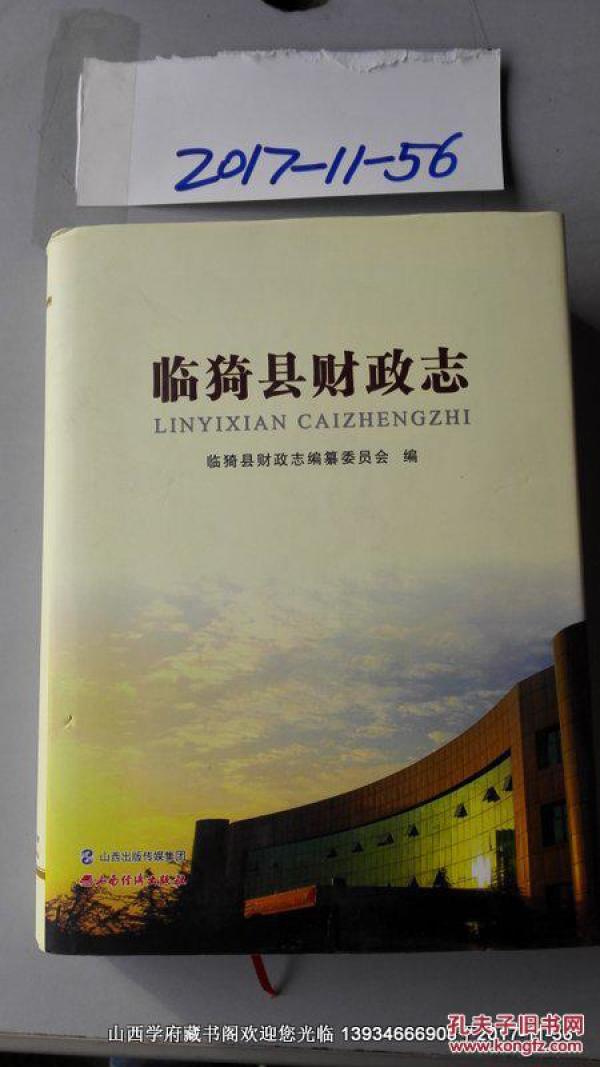 2017-11-56
临猗县财政志
LINYIXIAN CAIZHENGZHI
临猗县财政志编纂委员会 编
山西出版传媒集团
山西经济出版社
山西学府藏书阁欢迎您光临 13934666903
孔夫子旧书网
www.kongfz.com